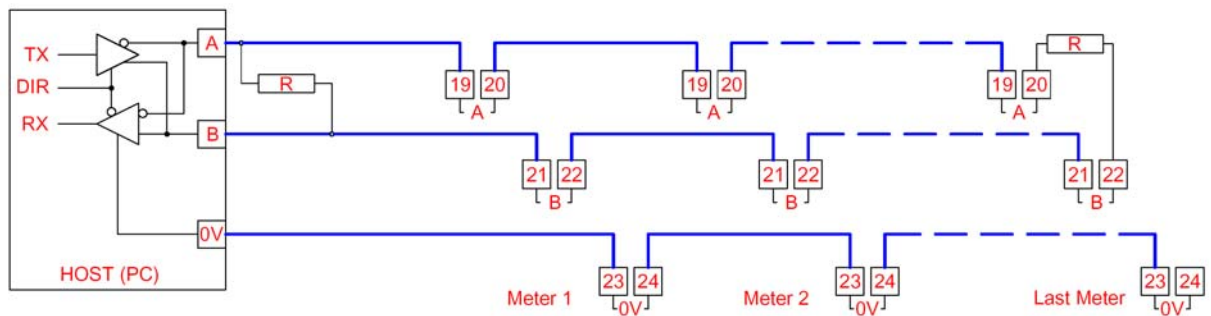 A
TX
R
19 20 19 20 19 20
DIR
R
A A A
RX
B
21 22 21 22 21 22
B B B
0V
HOST (PC)
23 24 23 24 23 24
Meter 1 0V Meter 2 0V Last Meter 0V